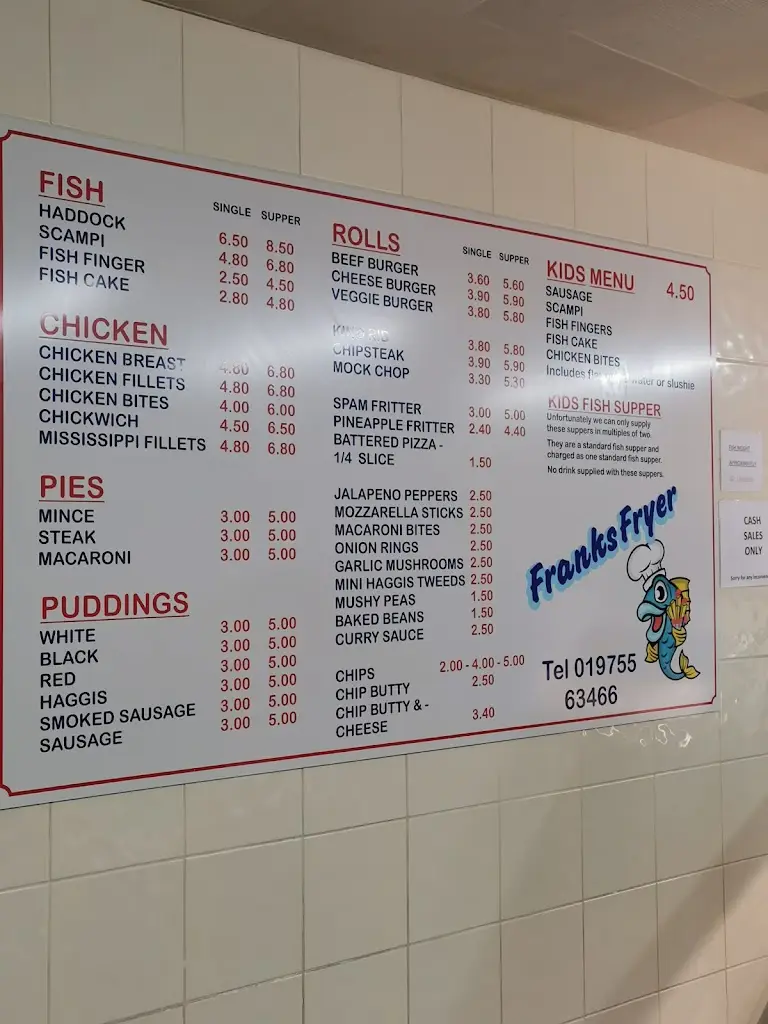 FISH
SINGLE SUPPER
HADDOCK 6.50 8.50
SCAMPI 4.80 6.80
FISH FINGER 2.50 4.50
FISH CAKE 2.80 4.80
CHICKEN
CHICKEN BREAST 4.80 6.80
CHICKEN FILLETS 4.80 6.80
CHICKEN BITES 4.00 6.00
CHICKWICH 4.50 6.50
MISSISSIPPI FILLETS 4.80 6.80
PIES
MINCE 3.00 5.00
STEAK 3.00 5.00
MACARONI 3.00 5.00
PUDDINGS
WHITE 3.00 5.00
BLACK 3.00 5.00
RED 3.00 5.00
HAGGIS 3.00 5.00
SMOKED SAUSAGE 3.00 5.00
SAUSAGE 3.00 5.00
ROLLS
SINGLE SUPPER
BEEF BURGER 3.60 5.60
CHEESE BURGER 3.90 5.90
VEGGIE BURGER 3.80 5.80
KING RIB 3.80 5.80
CHIPSTEAK 3.90 5.90
MOCK CHOP 3.30 5.30
SPAM FRITTER 3.00 5.00
PINEAPPLE FRITTER 2.40 4.40
BATTERED PIZZA -
1/4 SLICE 1.50
JALAPENO PEPPERS 2.50
MOZZARELLA STICKS 2.50
MACARONI BITES 2.50
ONION RINGS 2.50
GARLIC MUSHROOMS 2.50
MINI HAGGIS TWEEDS 2.50
MUSHY PEAS 1.50
BAKED BEANS 1.50
CURRY SAUCE 2.50
CHIPS 2.00 - 4.00 - 5.00
CHIP BUTTY 2.50
CHIP BUTTY & -
CHEESE 3.40
KIDS MENU 4.50
SAUSAGE
SCAMPI
FISH FINGERS
FISH CAKE
CHICKEN BITES
Includes water or slushie
KIDS FISH SUPPER
Unfortunately we can only supply
these suppers in multiples of two.
They are a standard fish supper and
charged as one standard fish supper.
No drink supplied with these suppers.
Franks Fryer
Tel 019755
63466
CASH
SALES
ONLY